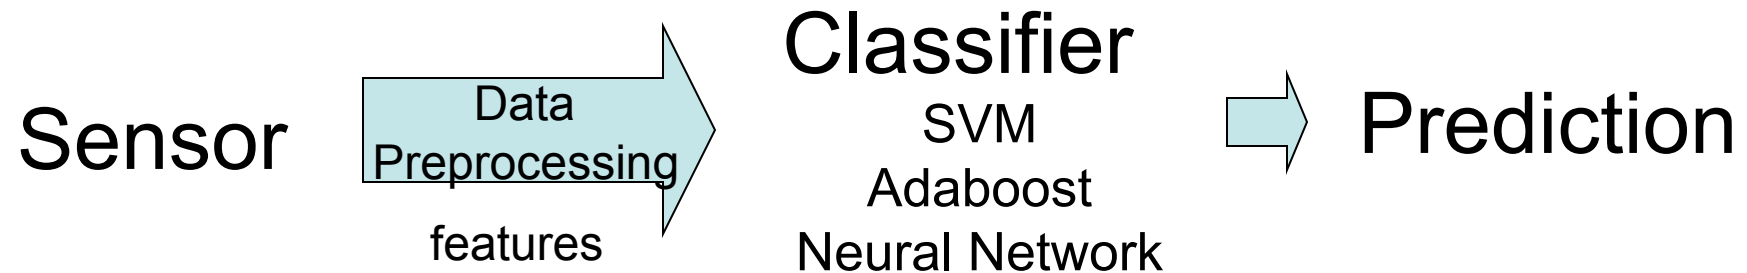 Sensor
Data
Preprocessing
features
Classifier
SVM
Adaboost
Neural Network
Prediction